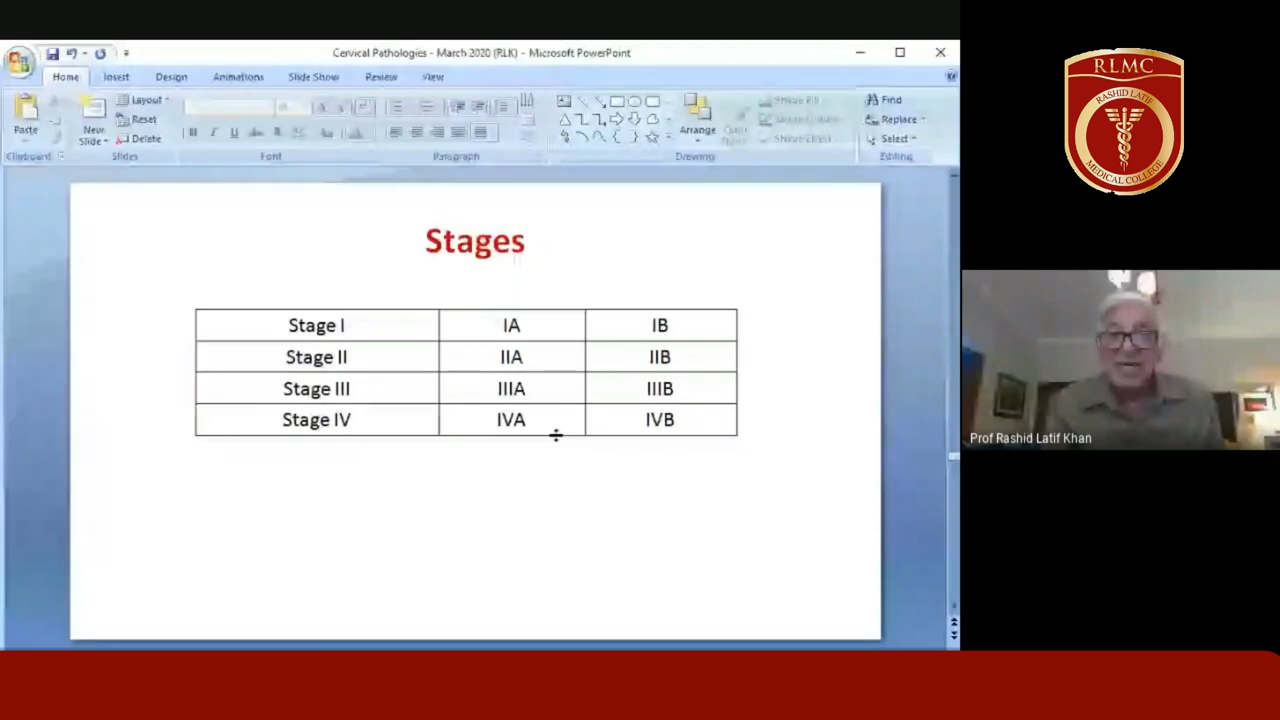 Cervical Pathologies - March 2020 (RLK) - Microsoft PowerPoint
Home Insert Design Animations Slide Show Review View
Paste
New
Slide
Layout
Reset
Delete
Arrange
Find
Replace
Select
Clipboard Slides Font Paragraph Drawing Editing
Stages
Stage I IA IB
Stage II IIA IIB
Stage III IIIA IIIB
Stage IV IVA IVB
RLMC
RASHID LATIF
MEDICAL COLLEGE
Prof Rashid Latif Khan